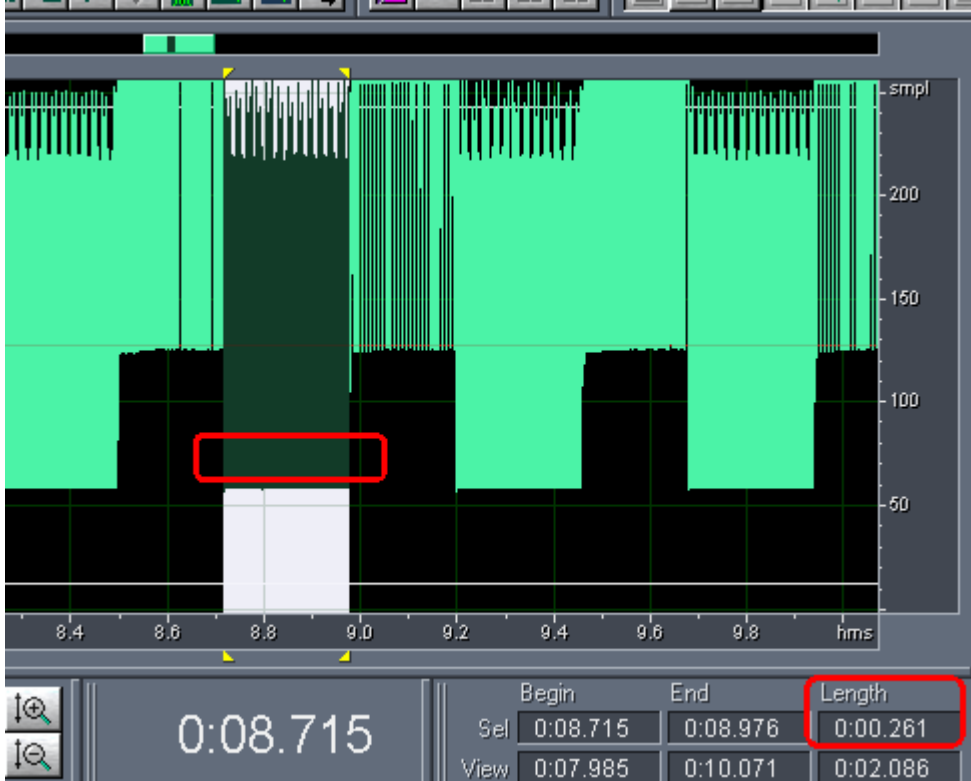 smpl
200
150
100
50
8.4 8.6 8.8 9.0 9.2 9.4 9.6 9.8 hms
0:08.715
Begin End Length
Sel 0:08.715 0:08.976 0:00.261
View 0:07.985 0:10.071 0:02.086